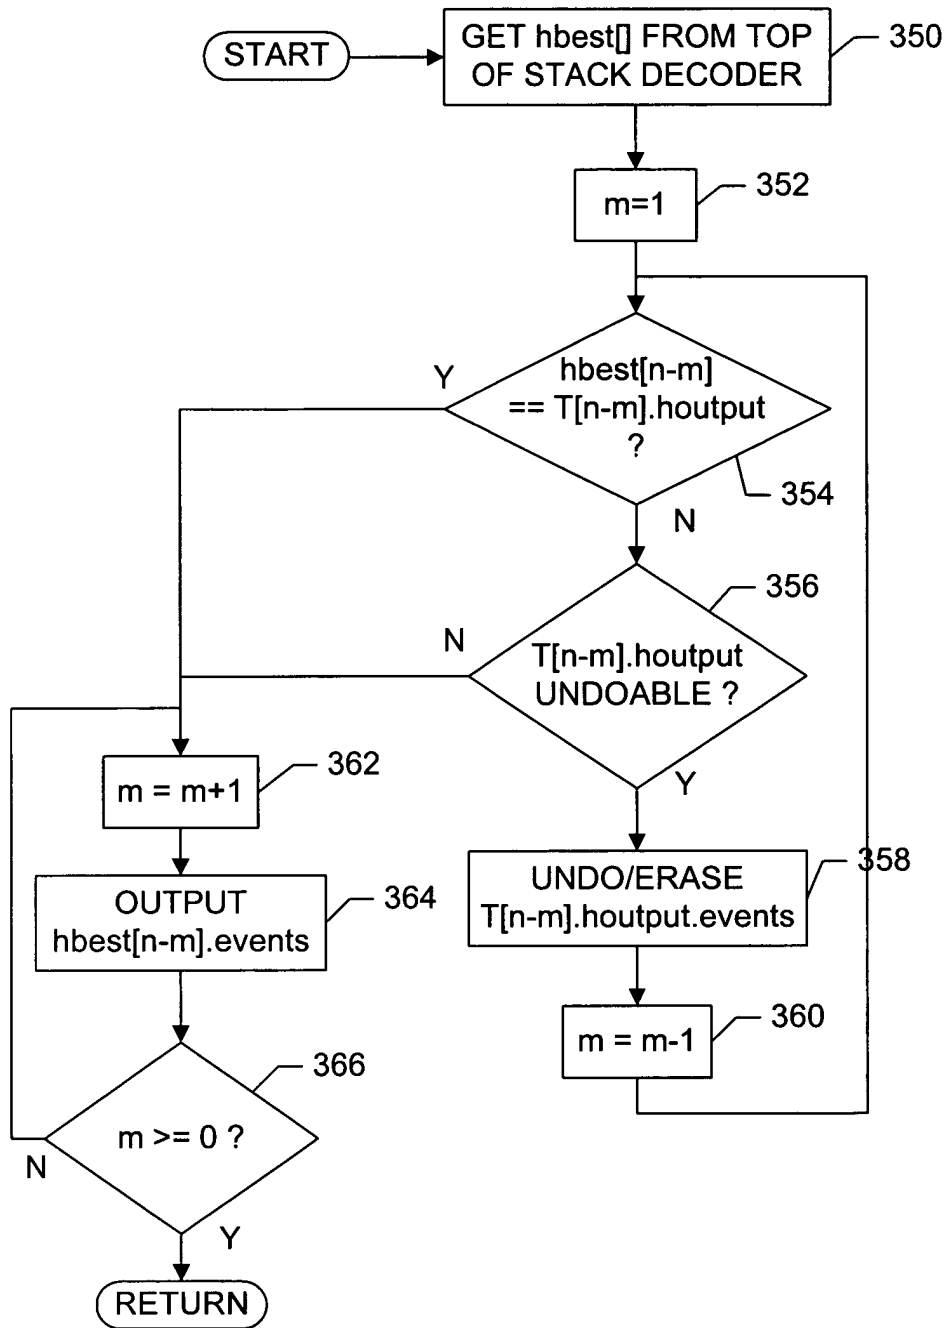 START
GET hbest[] FROM TOP
OF STACK DECODER
350
m=1
352
hbest[n-m]
== T[n-m].houtput
?
Y
354
N
356
T[n-m].houtput
UNDOABLE ?
N
Y
m = m+1
362
UNDO/ERASE
T[n-m].houtput.events
358
OUTPUT
hbest[n-m].events
364
m = m-1
360
m >= 0 ?
366
N
Y
RETURN